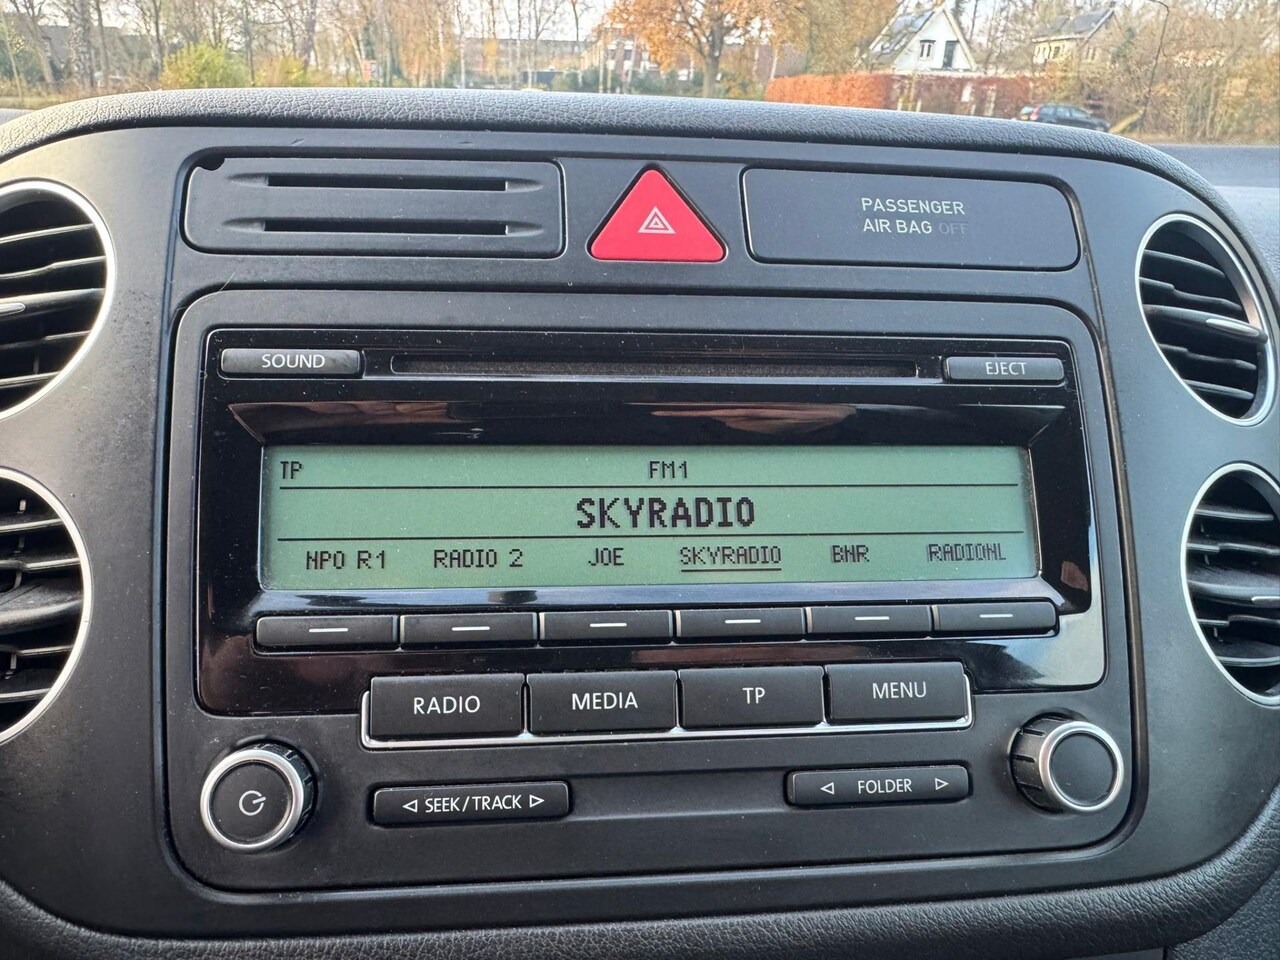 PASSENGER
AIR BAG OFF
SOUND
EJECT
TP FM1
SKYRADIO
NPO R1 RADIO 2 JOE SKYRADIO BNR RADIONL
RADIO MEDIA TP MENU
SEEK/TRACK
FOLDER